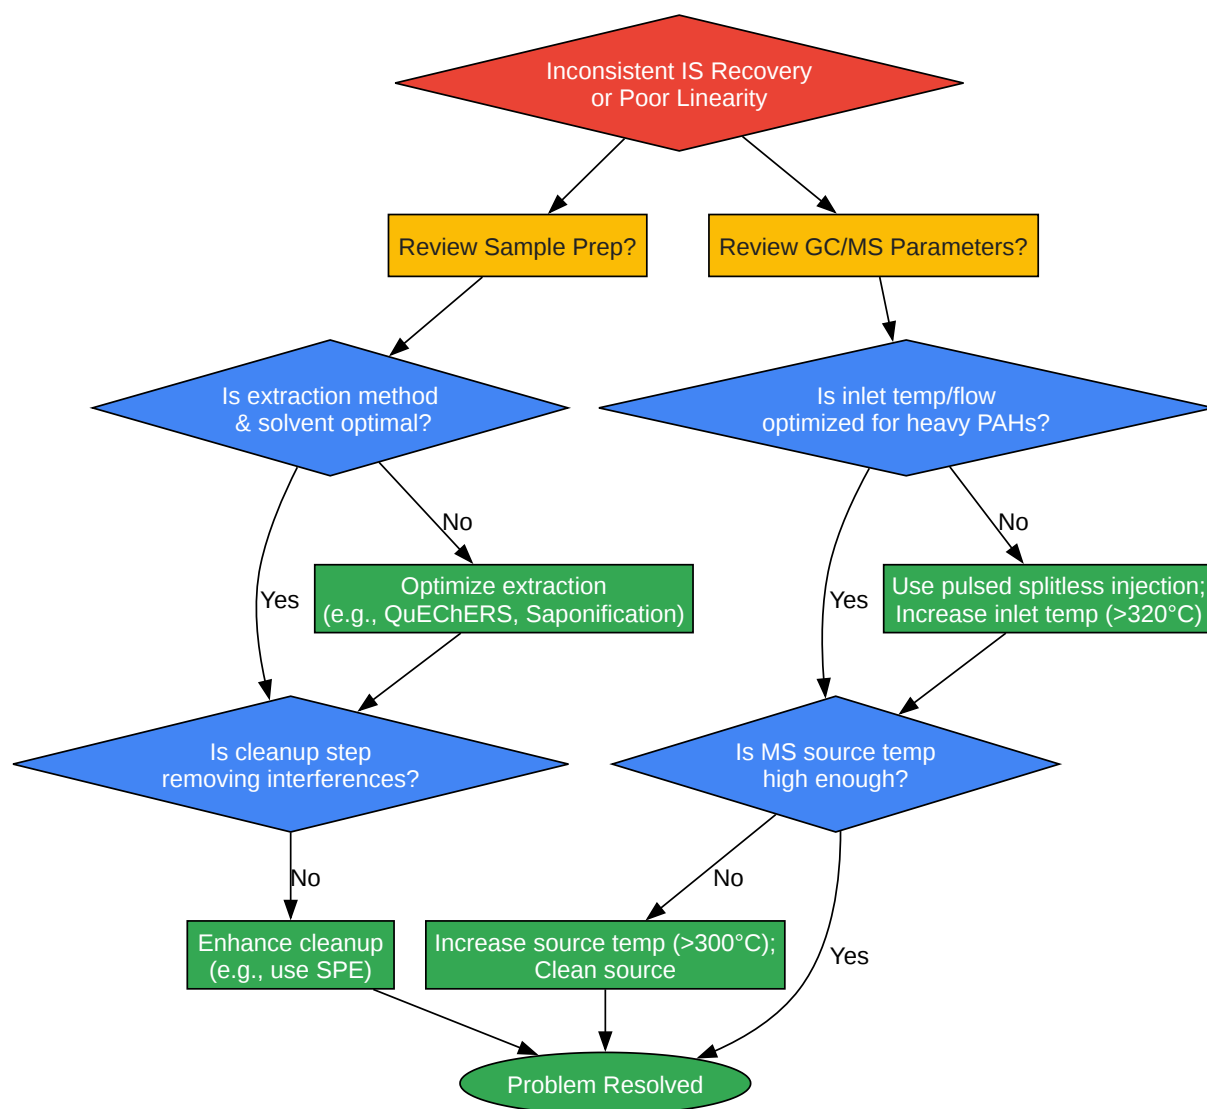 Inconsistent IS Recovery
or Poor Linearity
Review Sample Prep?
Review GC/MS Parameters?
Is extraction method
& solvent optimal?
Is inlet temp/flow
optimized for heavy PAHs?
No
No
Yes
Optimize extraction
(e.g., QuEChERS, Saponification)
Yes
Use pulsed splitless injection;
Increase inlet temp (>320°C)
Is cleanup step
removing interferences?
Is MS source temp
high enough?
No
No
Enhance cleanup
(e.g., use SPE)
Increase source temp (>300°C);
Clean source
Yes
Problem Resolved